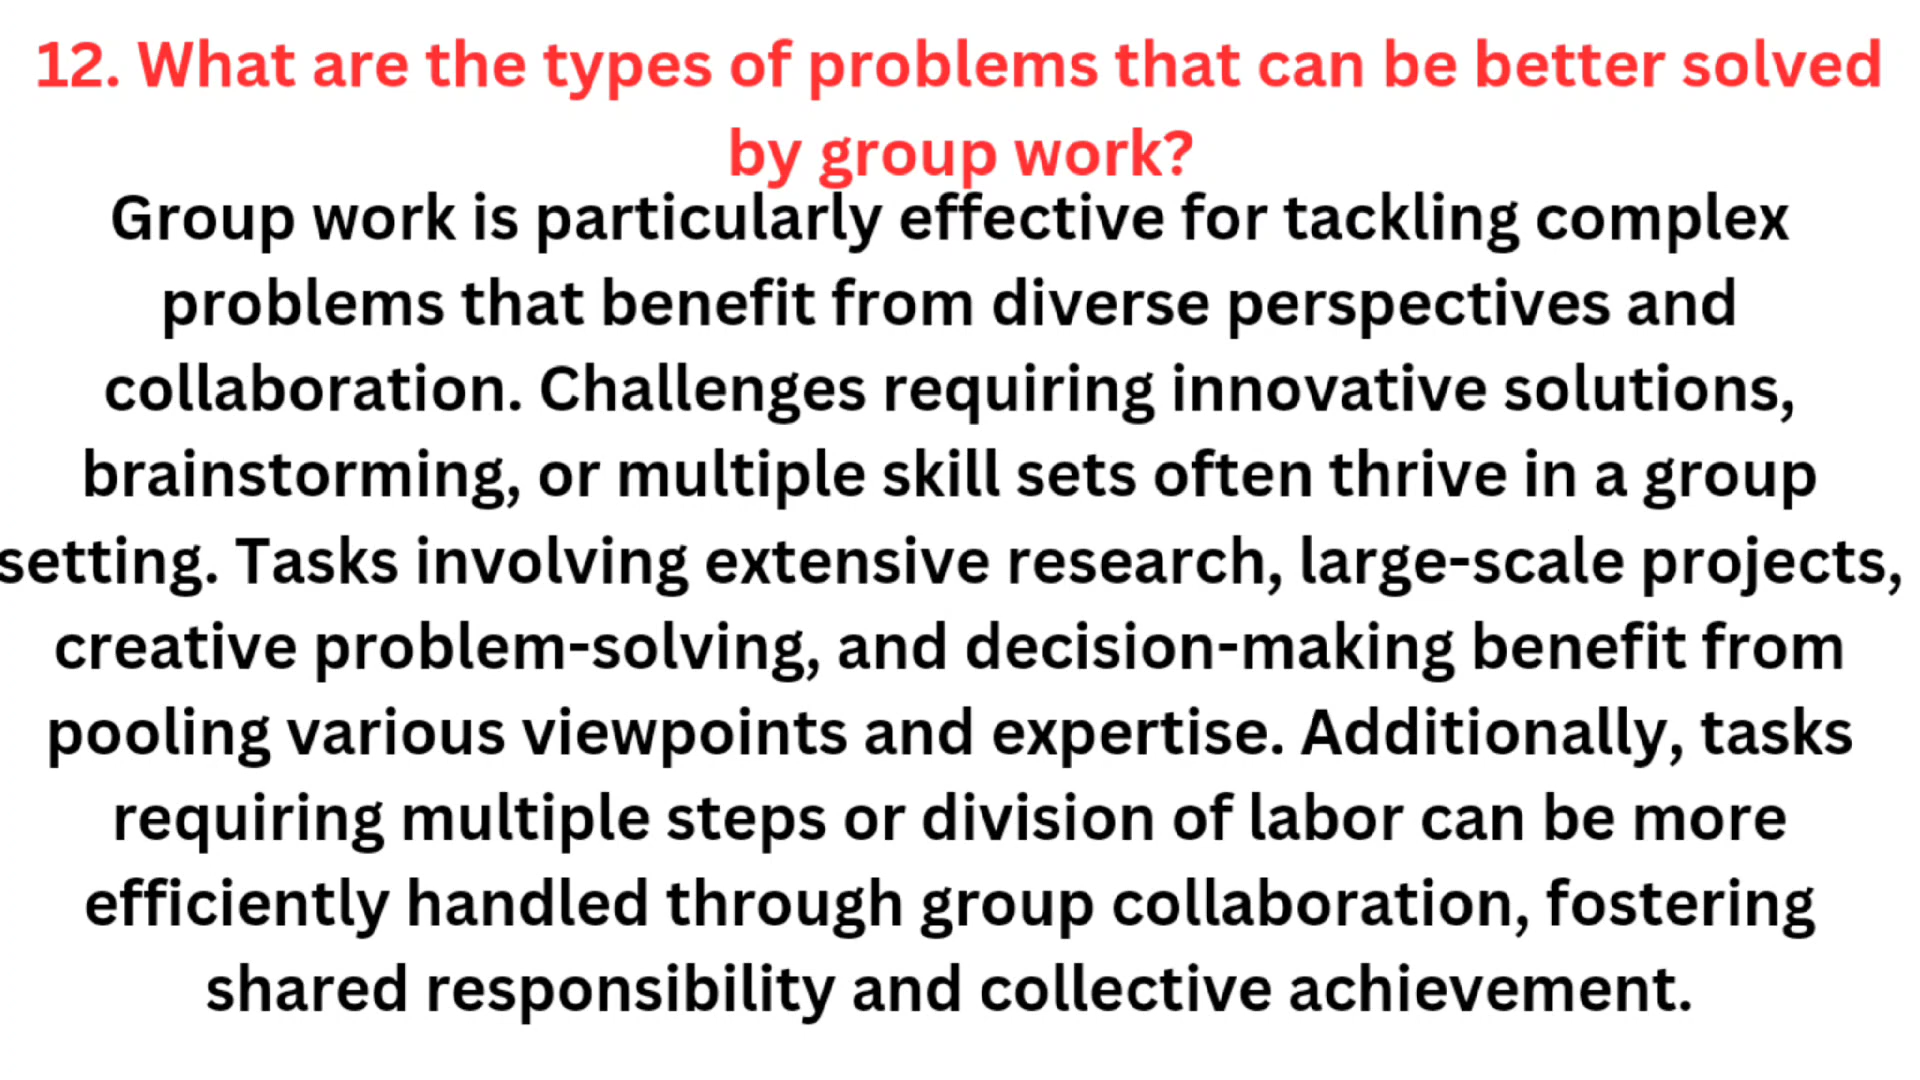 12. What are the types of problems that can be better solved
by group work?
Group work is particularly effective for tackling complex
problems that benefit from diverse perspectives and
collaboration. Challenges requiring innovative solutions,
brainstorming, or multiple skill sets often thrive in a group
setting. Tasks involving extensive research, large-scale projects,
creative problem-solving, and decision-making benefit from
pooling various viewpoints and expertise. Additionally, tasks
requiring multiple steps or division of labor can be more
efficiently handled through group collaboration, fostering
shared responsibility and collective achievement.